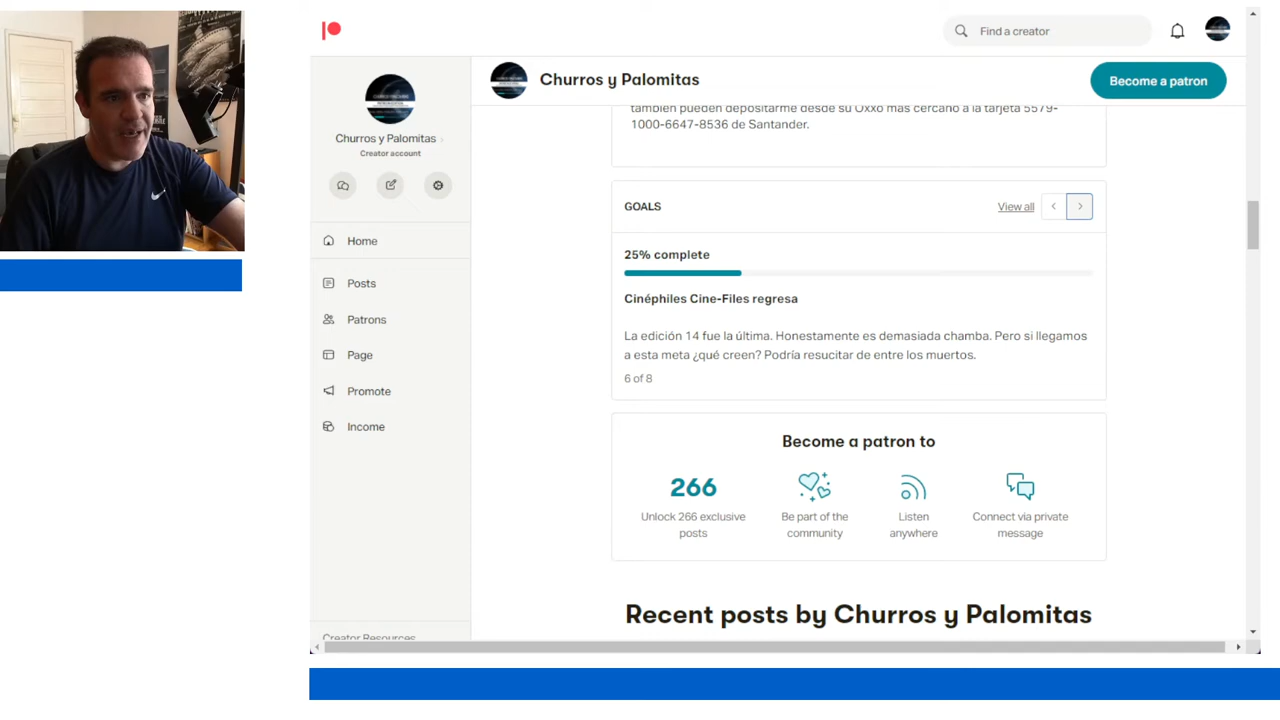 Find a creator
Churros y Palomitas
Creator account
Home
Posts
Patrons
Page
Promote
Income
Creator Resources
Churros y Palomitas
Become a patron
también pueden depositarme desde su Oxxo más cercano a la tarjeta 5579-
1000-6647-8536 de Santander.
GOALS
View all
25% complete
Cinéphiles Cine-Files regresa
La edición 14 fue la última. Honestamente es demasiada chamba. Pero si llegamos
a esta meta ¿qué creen? Podría resucitar de entre los muertos.
6 of 8
Become a patron to
266
Unlock 266 exclusive
posts
Be part of the
community
Listen
anywhere
Connect via private
message
Recent posts by Churros y Palomitas